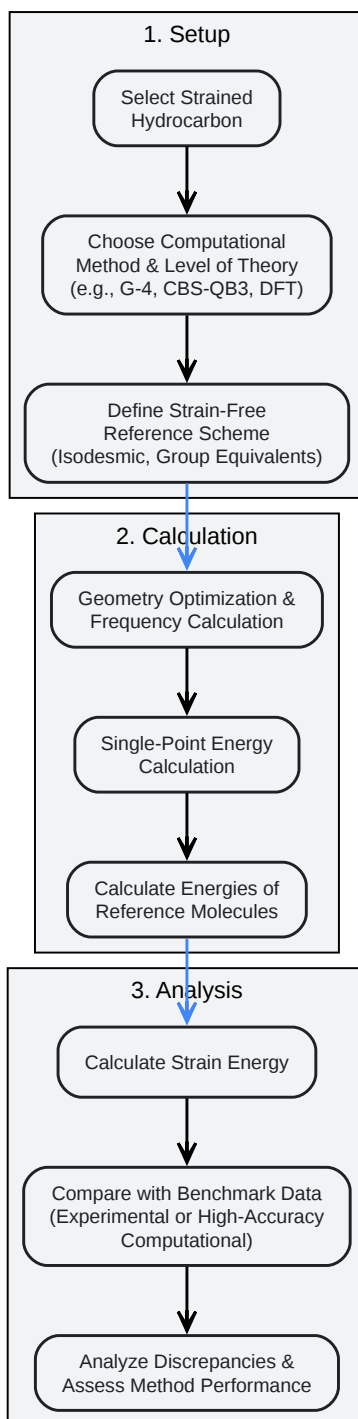 1. Setup
Select Strained
Hydrocarbon
Choose Computational
Method & Level of Theory
(e.g., G-4, CBS-QB3, DFT)
Define Strain-Free
Reference Scheme
(Isodesmic, Group Equivalents)
2. Calculation
Geometry Optimization &
Frequency Calculation
Single-Point Energy
Calculation
Calculate Energies of
Reference Molecules
3. Analysis
Calculate Strain Energy
Compare with Benchmark Data
(Experimental or High-Accuracy
Computational)
Analyze Discrepancies &
Assess Method Performance